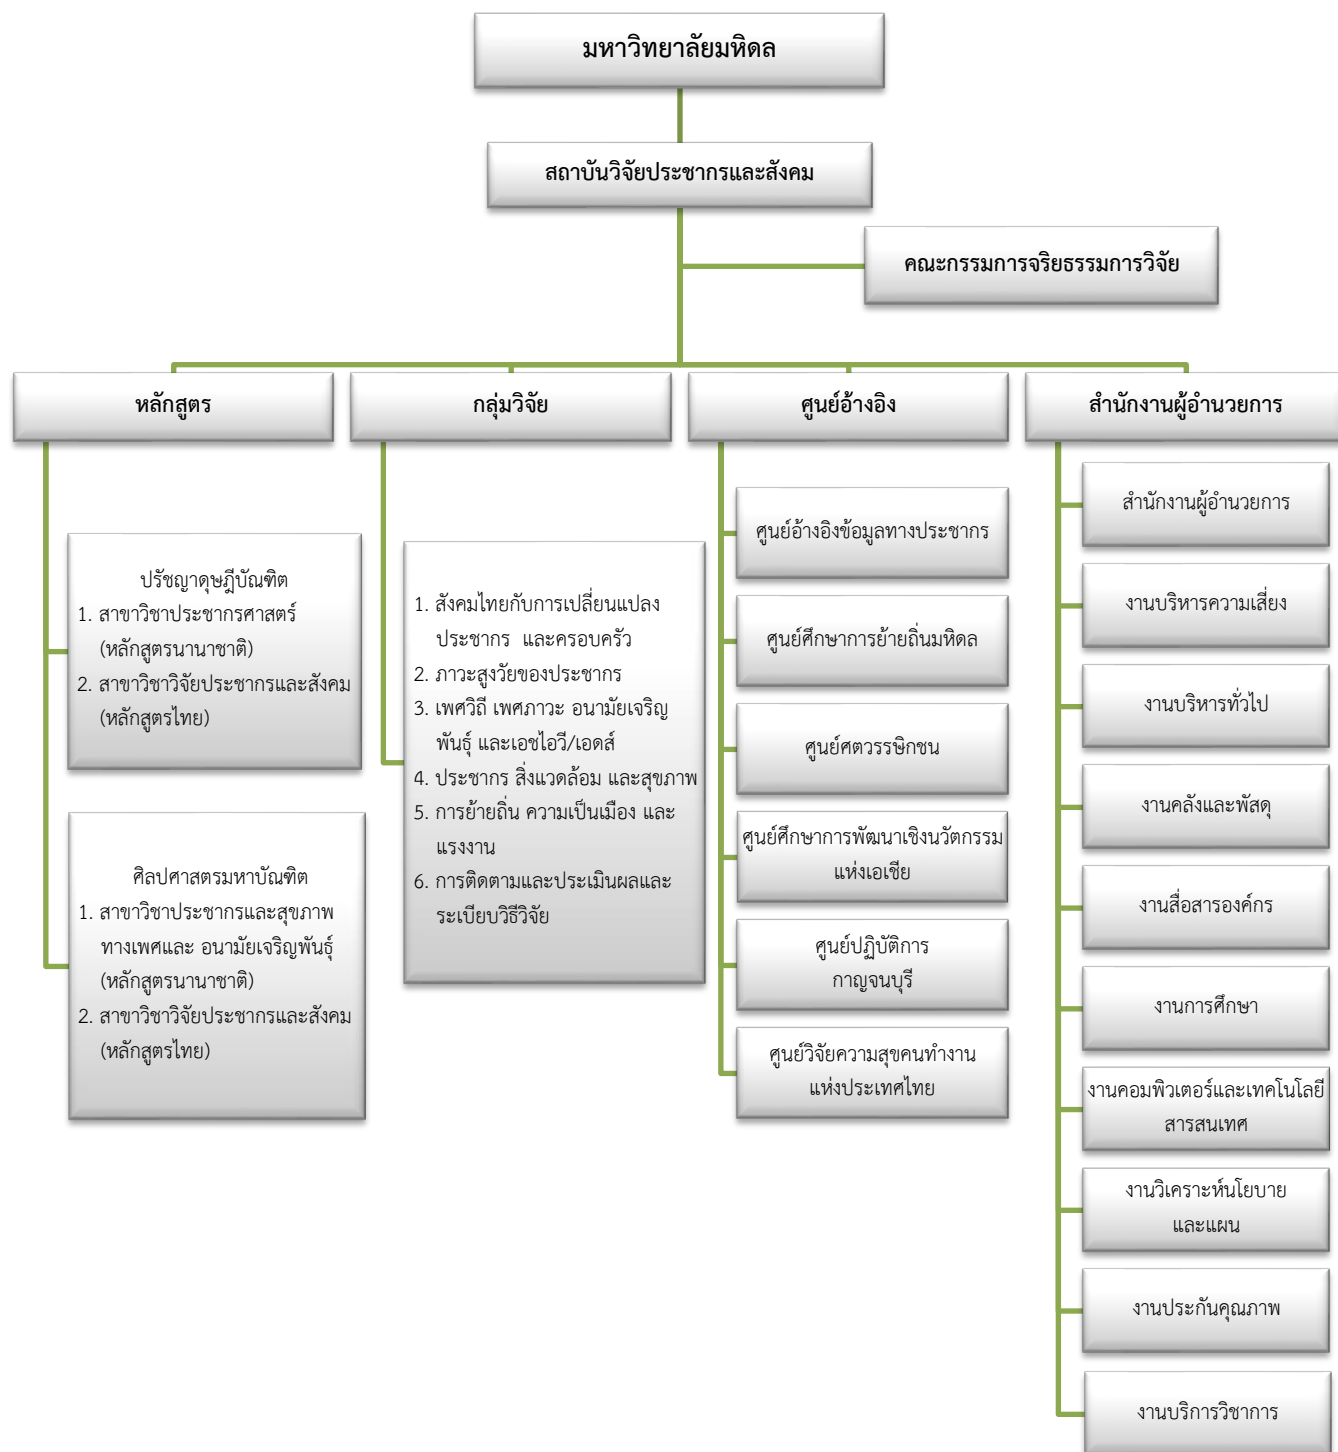 มหาวิทยาลัยมหิดล
สถาบันวิจัยประชากรและสังคม
คณะกรรมการจริยธรรมการวิจัย
หลักสูตร
ปรัชญาดุษฎีบัณฑิต
1. สาขาวิชาประชากรศาสตร์
(หลักสูตรนานาชาติ)
2. สาขาวิชาวิจัยประชากรและสังคม
(หลักสูตรไทย)
ศิลปศาสตรมหาบัณฑิต
1. สาขาวิชาประชากรและสุขภาพ
ทางเพศและ อนามัยเจริญพันธุ์
(หลักสูตรนานาชาติ)
2. สาขาวิชาวิจัยประชากรและสังคม
(หลักสูตรไทย)
กลุ่มวิจัย
1. สังคมไทยกับการเปลี่ยนแปลง
ประชากร และครอบครัว
2. ภาวะสูงวัยของประชากร
3. เพศวิถี เพศภาวะ อนามัยเจริญ
พันธุ์ และเอชไอวี/เอดส์
4. ประชากร สิ่งแวดล้อม และสุขภาพ
5. การย้ายถิ่น ความเป็นเมือง และ
แรงงาน
6. การติดตามและประเมินผลและ
ระเบียบวิธีวิจัย
ศูนย์อ้างอิง
ศูนย์อ้างอิงข้อมูลทางประชากร
ศูนย์ศึกษาการย้ายถิ่นมหิดล
ศูนย์ศตวรรษิกชน
ศูนย์ศึกษาการพัฒนาเชิงนวัตกรรม
แห่งเอเชีย
ศูนย์ปฏิบัติการ
กาญจนบุรี
ศูนย์วิจัยความสุขคนทำงาน
แห่งประเทศไทย
สำนักงานผู้อำนวยการ
สำนักงานผู้อำนวยการ
งานบริหารความเสี่ยง
งานบริหารทั่วไป
งานคลังและพัสดุ
งานสื่อสารองค์กร
งานการศึกษา
งานคอมพิวเตอร์และเทคโนโลยี
สารสนเทศ
งานวิเคราะห์นโยบาย
และแผน
งานประกันคุณภาพ
งานบริการวิชาการ